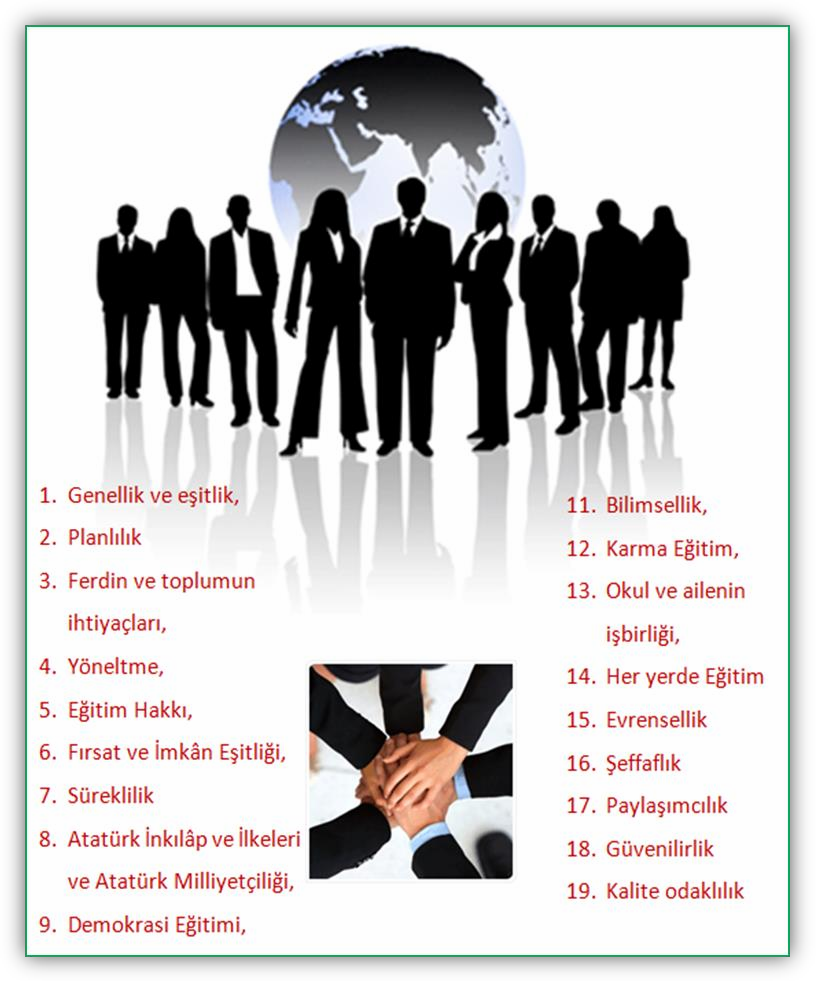 1. Genellik ve eşitlik,
2. Planlılık
3. Ferdin ve toplumun
ihtiyaçları,
4. Yöneltme,
5. Eğitim Hakkı,
6. Fırsat ve İmkân Eşitliği,
7. Süreklilik
8. Atatürk İnkılâp ve İlkeleri
ve Atatürk Milliyetçiliği,
9. Demokrasi Eğitimi,
11. Bilimsellik,
12. Karma Eğitim,
13. Okul ve ailenin
işbirliği,
14. Her yerde Eğitim
15. Evrensellik
16. Şeffaflık
17. Paylaşımcılık
18. Güvenilirlik
19. Kalite odaklılık